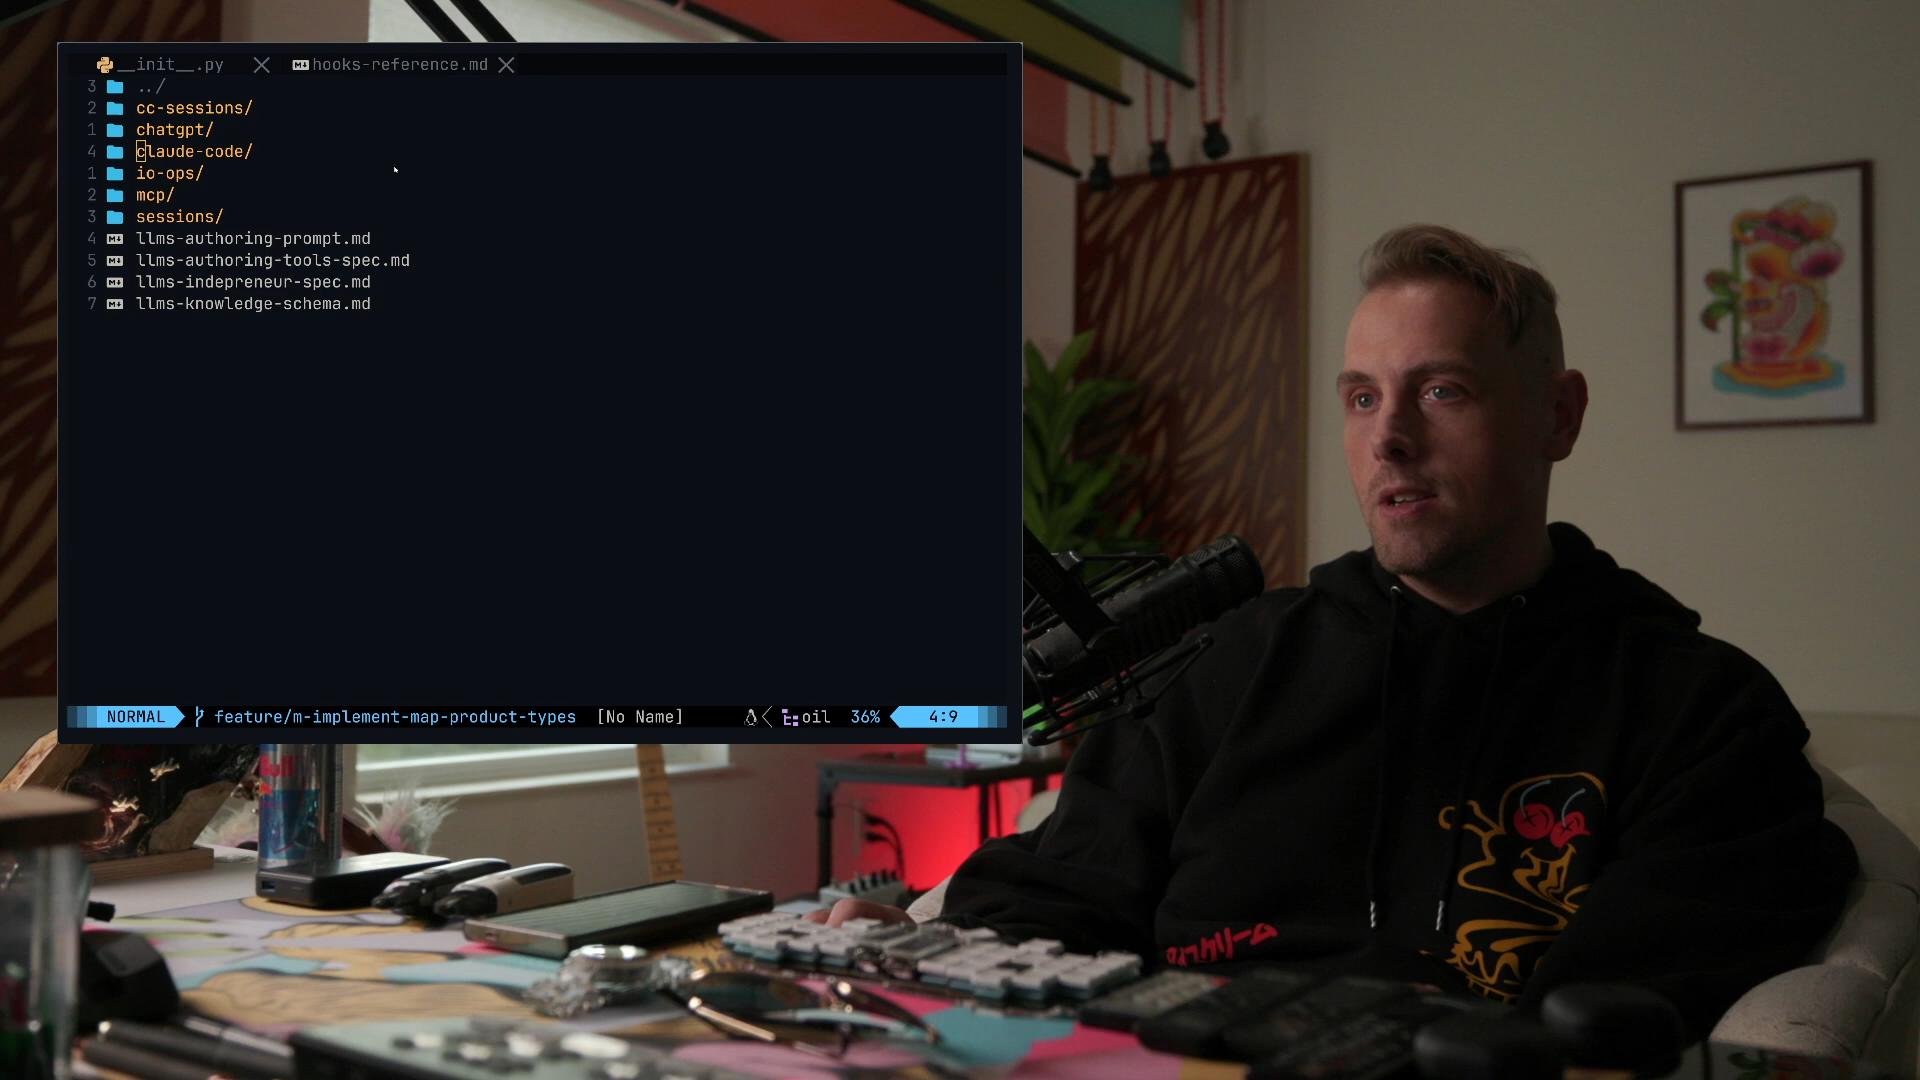 __init__.py
hooks-reference.md
3 ../
2 cc-sessions/
1 chatgpt/
4 claude-code/
1 io-ops/
2 mcp/
3 sessions/
4 llms-authoring-prompt.md
5 llms-authoring-tools-spec.md
6 llms-indepreneur-spec.md
7 llms-knowledge-schema.md
NORMAL feature/m-implement-map-product-types [No Name] oil 36% 4:9
Bull